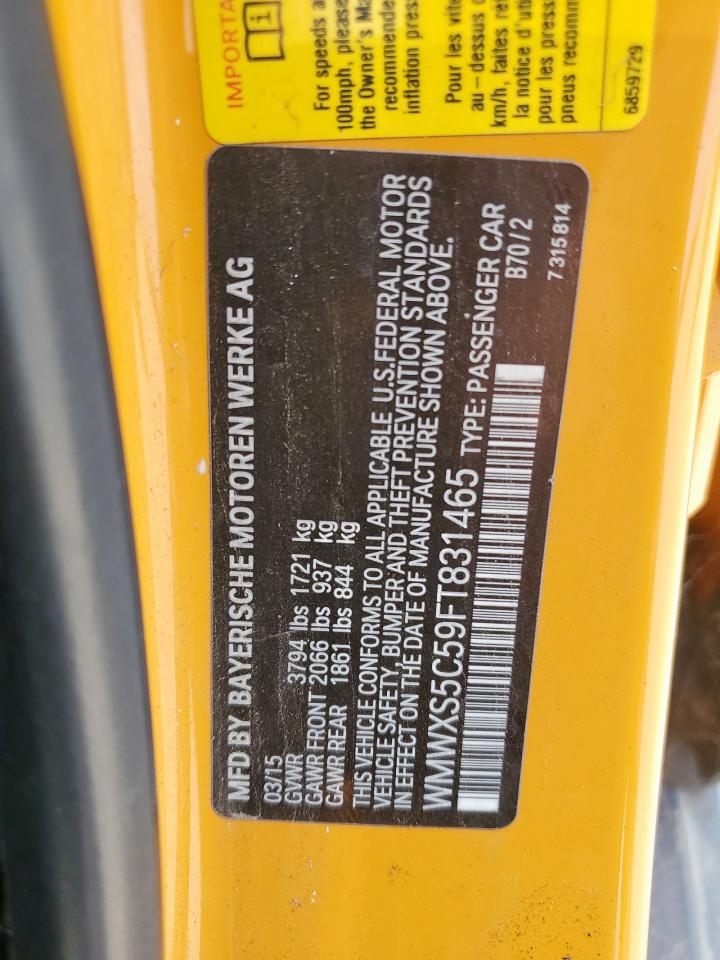 IMPORTA
For speeds a
100mph, please
the Owner's Ma
recommende
inflation press
Pour les vite
au-dessus d
km/h, faites réf
la notice d'uti
pour les press
pneus recomm
6859729
MFD BY BAYERISCHE MOTOREN WERKE AG
03/15
GVWR 3794 lbs 1721 kg
GAWR FRONT 2066 lbs 937 kg
GAWR REAR 1861 lbs 844 kg
THIS VEHICLE CONFORMS TO ALL APPLICABLE U.S.FEDERAL MOTOR
VEHICLE SAFETY, BUMPER AND THEFT PREVENTION STANDARDS
IN EFFECT ON THE DATE OF MANUFACTURE SHOWN ABOVE.
WMWXS5C59FT831465 TYPE: PASSENGER CAR
B70/2
7315814